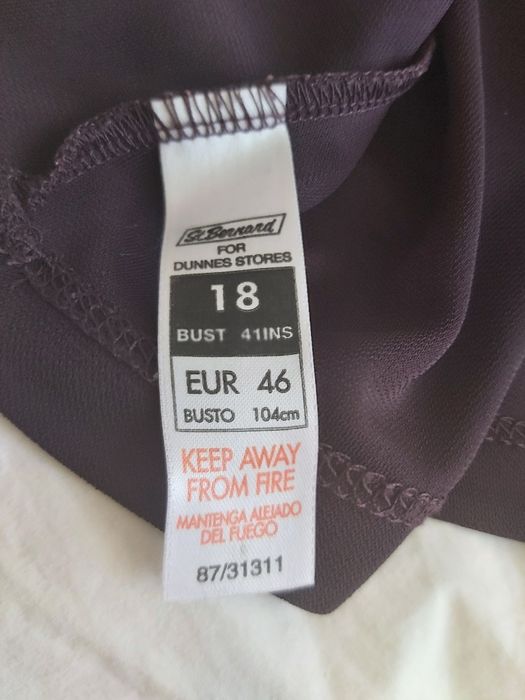 St.Bernard
FOR
DUNNES STORES
18
BUST 41INS
EUR 46
BUSTO 104cm
KEEP AWAY
FROM FIRE
MANTENGA ALEJADO
DEL FUEGO
87/31311